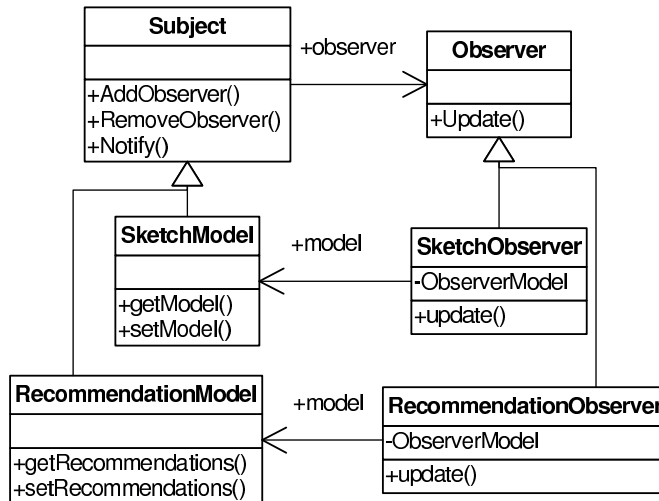 Subject
+AddObserver()
+RemoveObserver()
+Notify()
+observer
Observer
+Update()
SketchModel
+getModel()
+setModel()
+model
SketchObserver
-ObserverModel
+update()
RecommendationModel
+getRecommendations()
+setRecommendations()
+model
RecommendationObserver
-ObserverModel
+update()